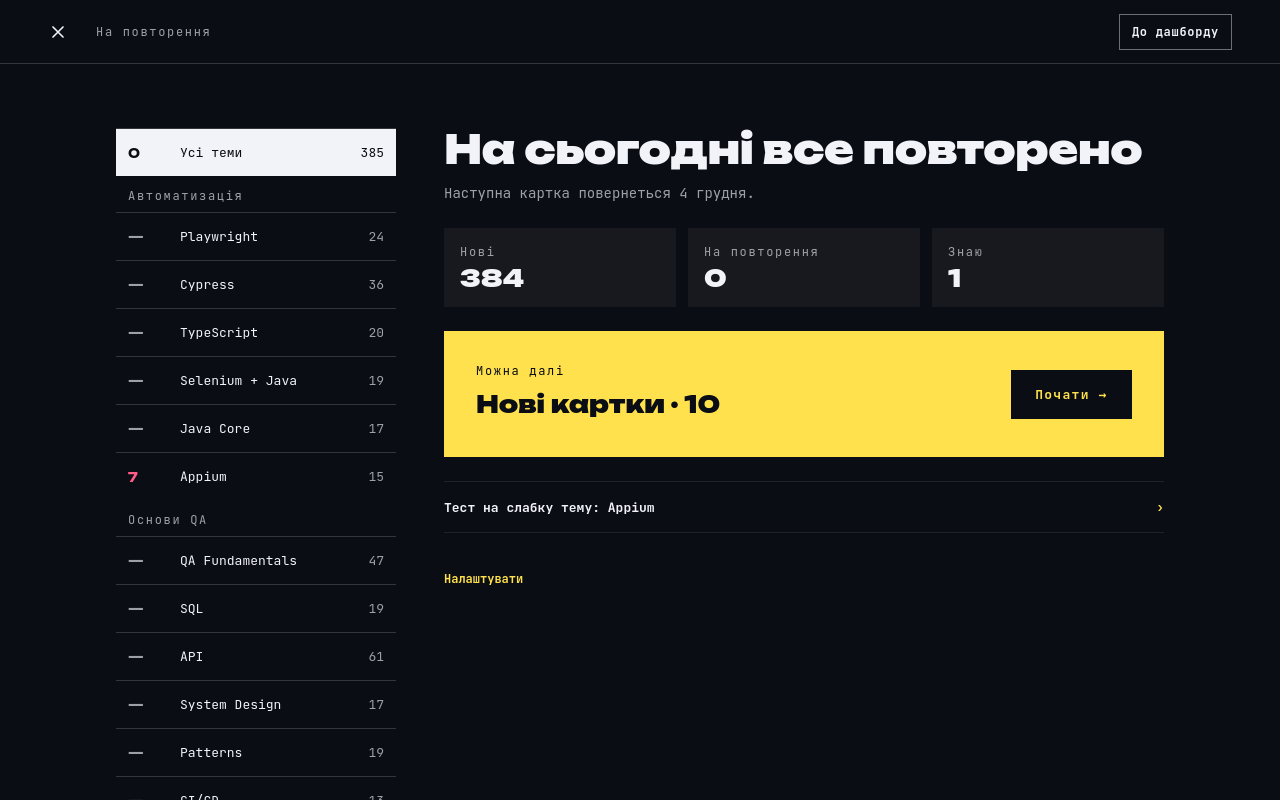 На повторення
До дашборду
0 Усі теми 385
Автоматизація
— Playwright 24
— Cypress 36
— TypeScript 20
— Selenium + Java 19
— Java Core 17
7 Appium 15
Основи QA
— QA Fundamentals 47
— SQL 19
— API 61
— System Design 17
— Patterns 19
CI/CD 13
На сьогодні все повторено
Наступна картка повернеться 4 грудня.
Нові
384
На повторення
0
Знаю
1
Можна далі
Нові картки · 10
Почати →
Тест на слабку тему: Appium ›
Налаштувати